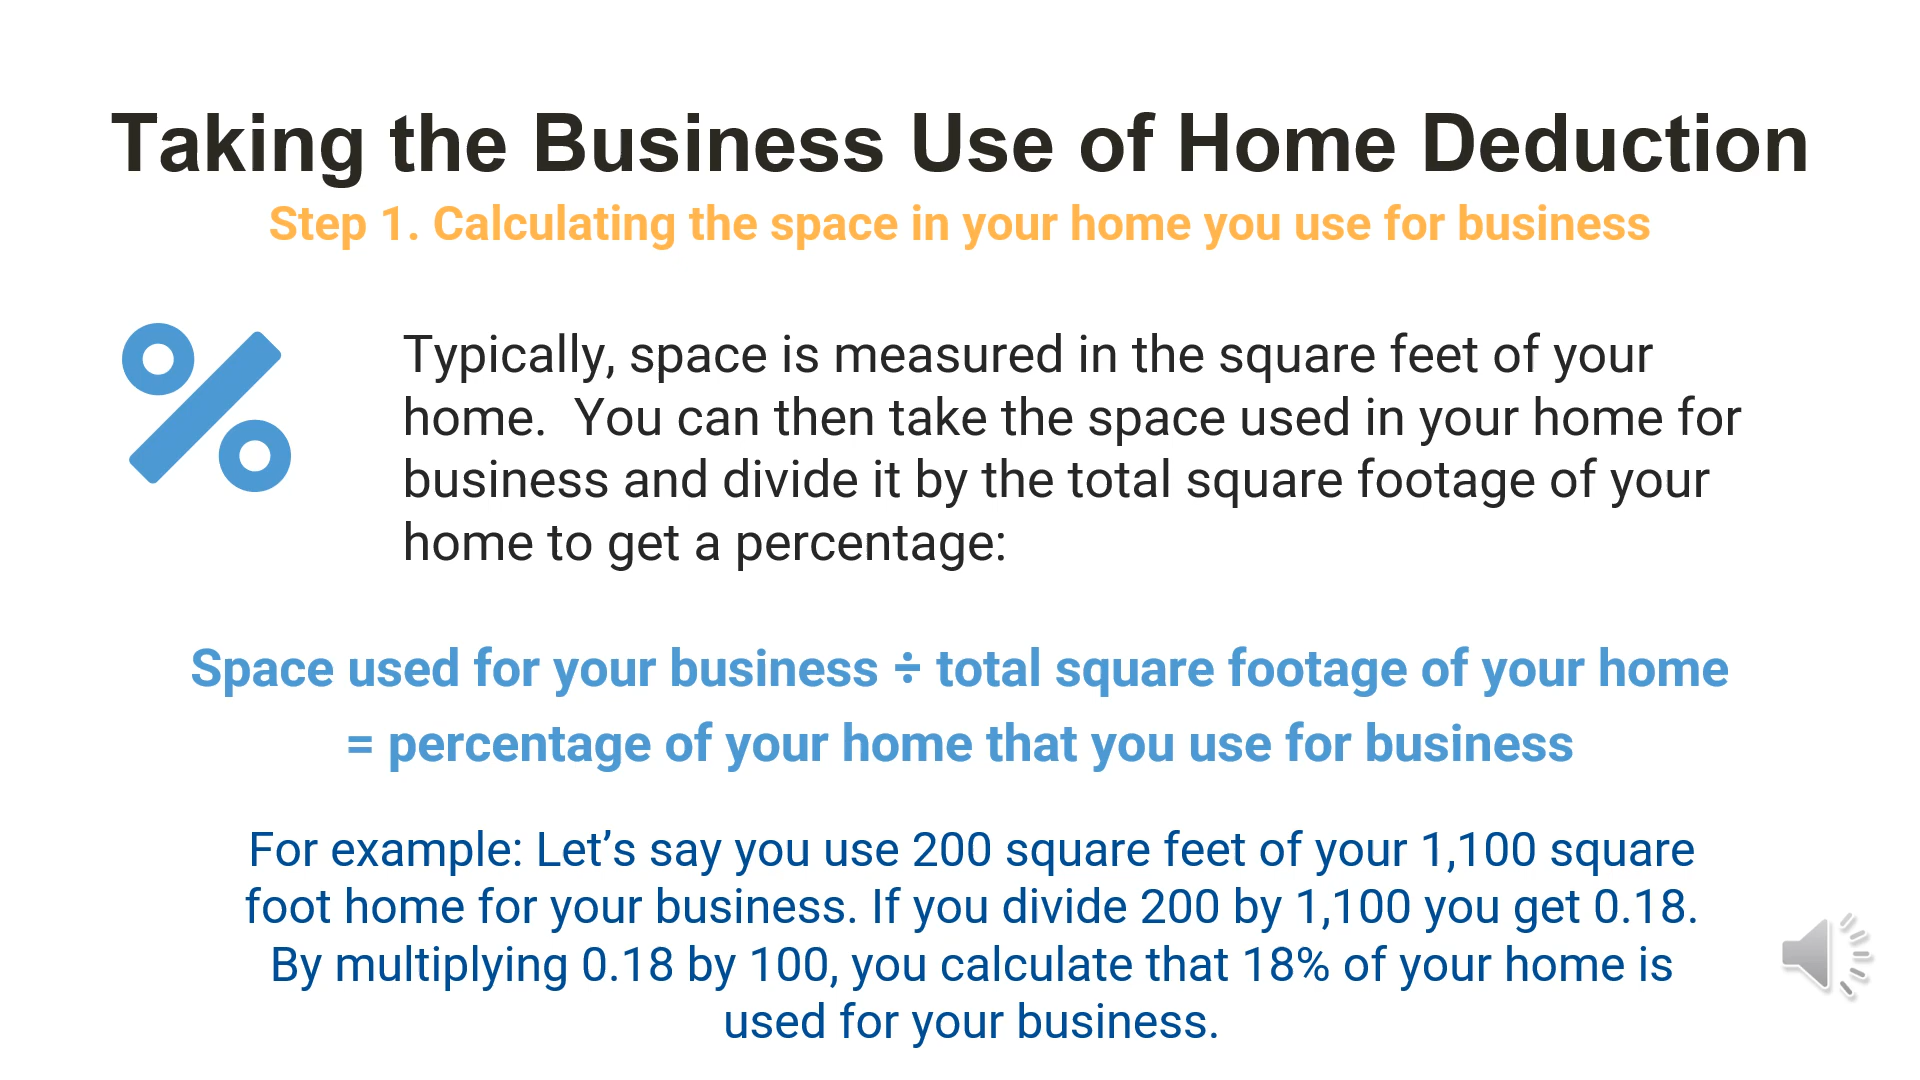 Taking the Business Use of Home Deduction
Step 1. Calculating the space in your home you use for business
Typically, space is measured in the square feet of your
home.  You can then take the space used in your home for
business and divide it by the total square footage of your
home to get a percentage:
Space used for your business ÷ total square footage of your home
= percentage of your home that you use for business
For example: Let’s say you use 200 square feet of your 1,100 square
foot home for your business. If you divide 200 by 1,100 you get 0.18.
By multiplying 0.18 by 100, you calculate that 18% of your home is
used for your business.